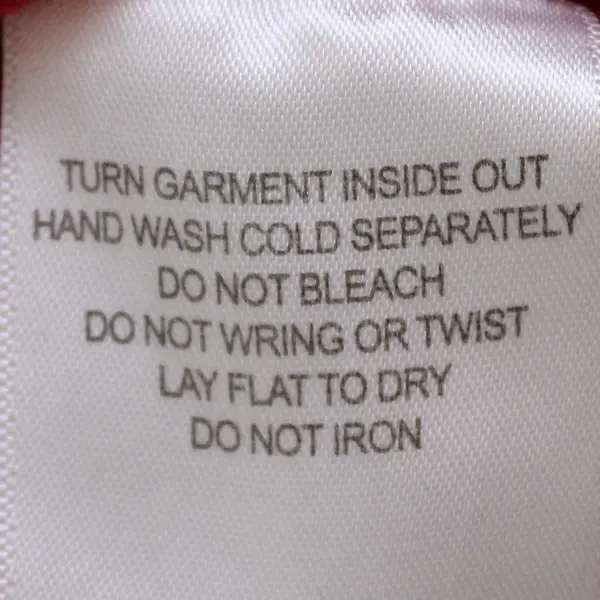 TURN GARMENT INSIDE OUT
HAND WASH COLD SEPARATELY
DO NOT BLEACH
DO NOT WRING OR TWIST
LAY FLAT TO DRY
DO NOT IRON